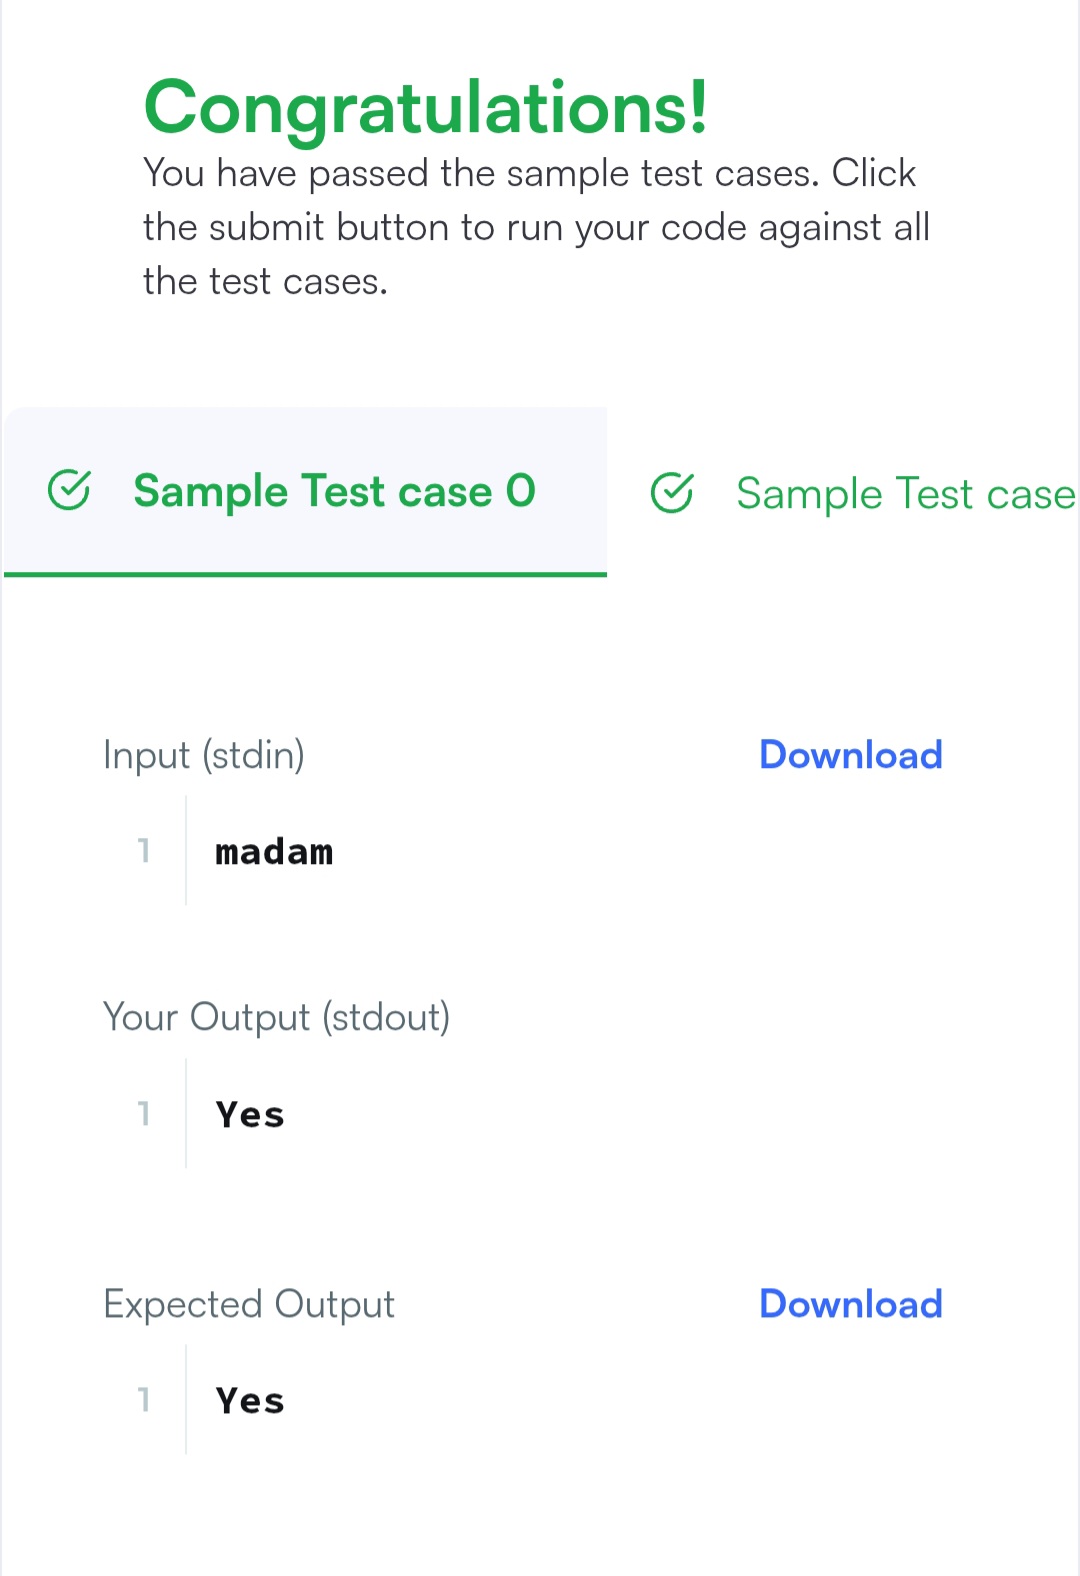 Congratulations!
You have passed the sample test cases. Click
the submit button to run your code against all
the test cases.
Sample Test case 0
Sample Test case
Input (stdin)
Download
1
madam
Your Output (stdout)
1
Yes
Expected Output
Download
1
Yes